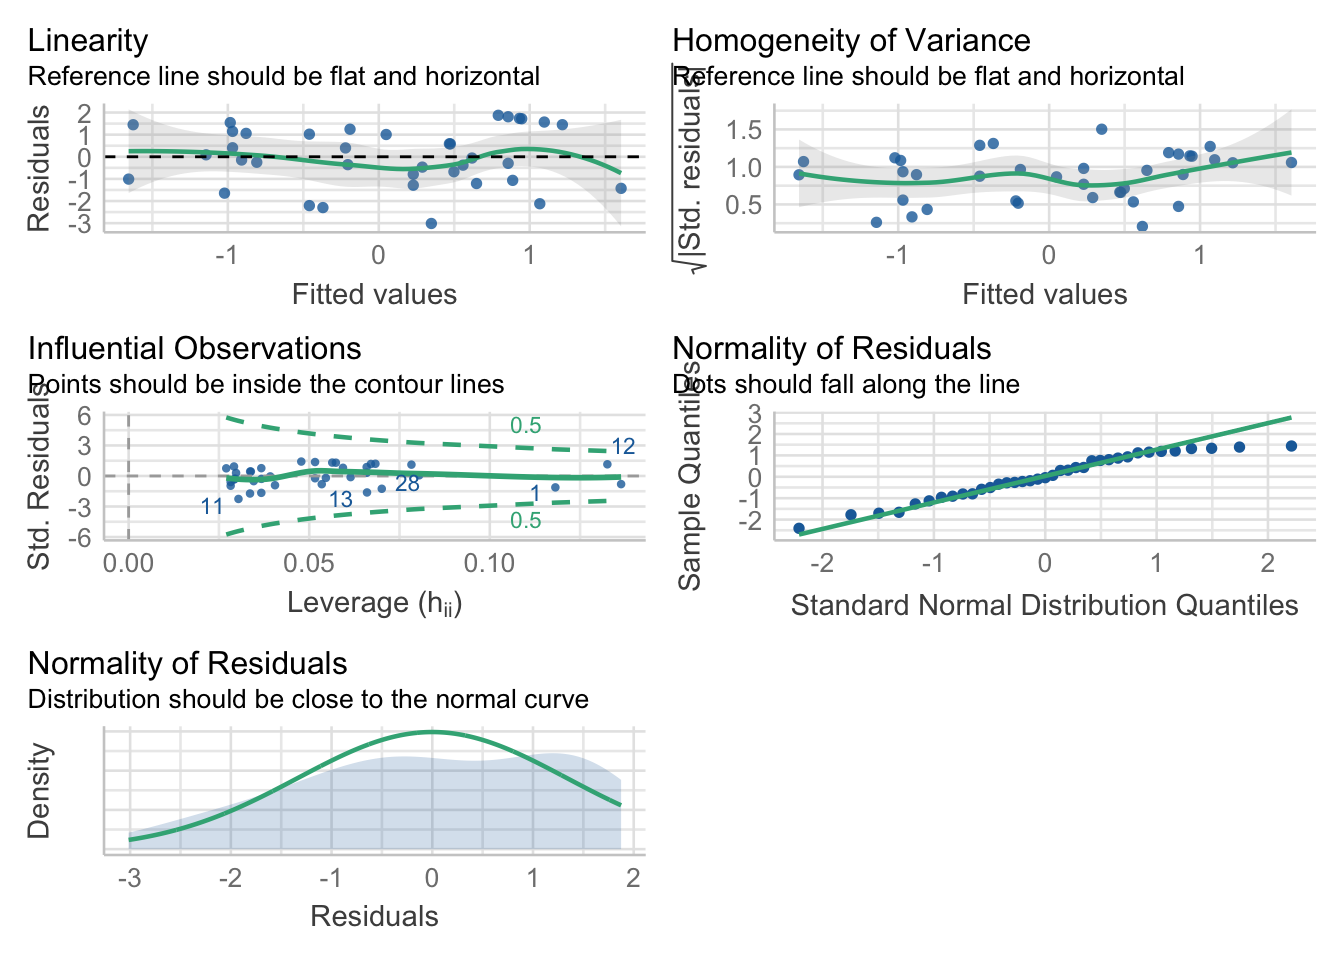 Linearity
Reference line should be flat and horizontal
Residuals
2
1
0
-1
-2
-3
-1
0
1
Fitted values
Homogeneity of Variance
Reference line should be flat and horizontal
√|Std. residuals|
1.5
1.0
0.5
-1
0
1
Fitted values
Influential Observations
Points should be inside the contour lines
Std. Residuals
6
3
0
-3
-6
0.5
12
11
13
28
1
0.5
0.00
0.05
0.10
Leverage (hii)
Normality of Residuals
Dots should fall along the line
Sample Quantiles
3
2
1
0
-1
-2
-2
-1
0
1
2
Standard Normal Distribution Quantiles
Normality of Residuals
Distribution should be close to the normal curve
Density
-3
-2
-1
0
1
2
Residuals